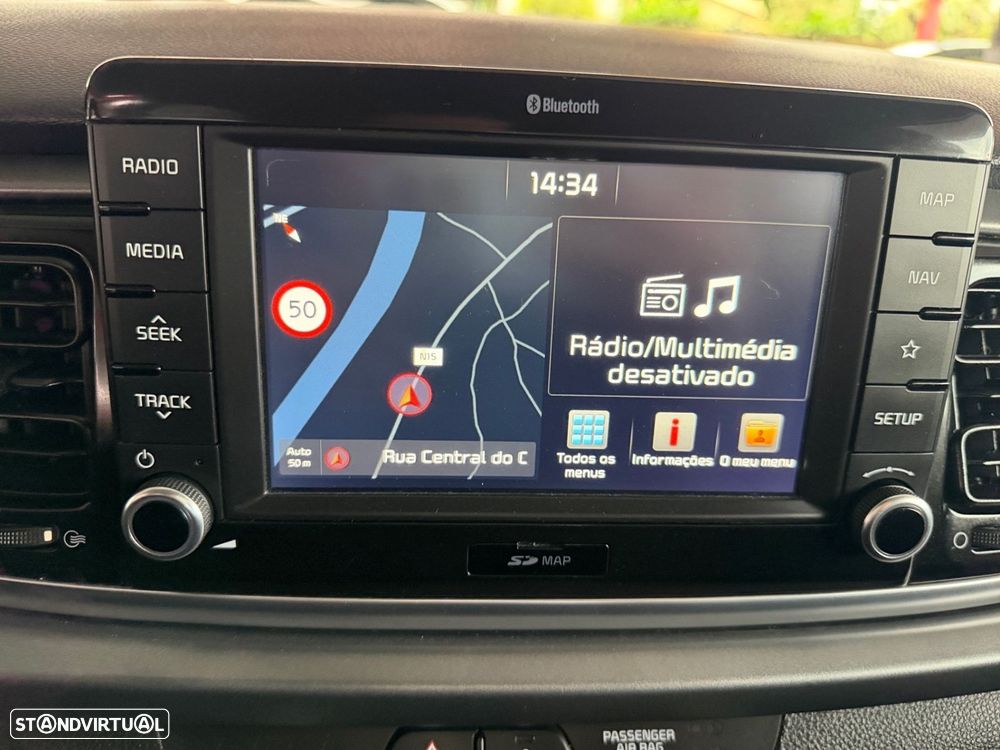 Bluetooth
RADIO
MEDIA
SEEK
TRACK
14:34
NE
50
N15
Auto
50 m
Rua Central do C
Rádio/Multimédia
desativado
Todos os
menus
Informações
O meu menu
MAP
NAV
SETUP
SD MAP
PASSENGER
AIR BAG
STANDVIRTUAL